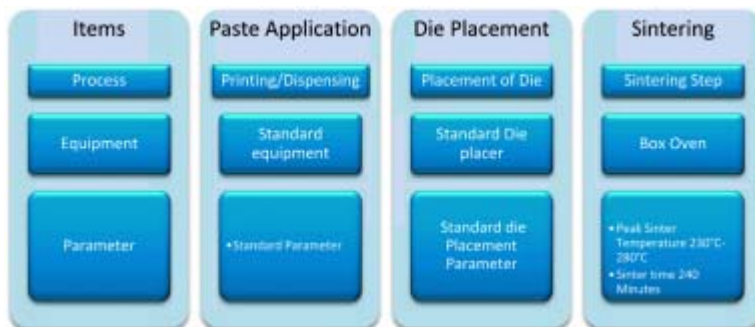 Items
Process
Equipment
Parameter
Paste Application
Printing/Dispensing
Standard
equipment
• Standard Parameter
Die Placement
Placement of Die
Standard Die
placer
Standard die
Placement
Parameter
Sintering
Sintering Step
Box Oven
• Peak Sinter
Temperature 230°C-
280°C
• Sinter time 240
Minutes